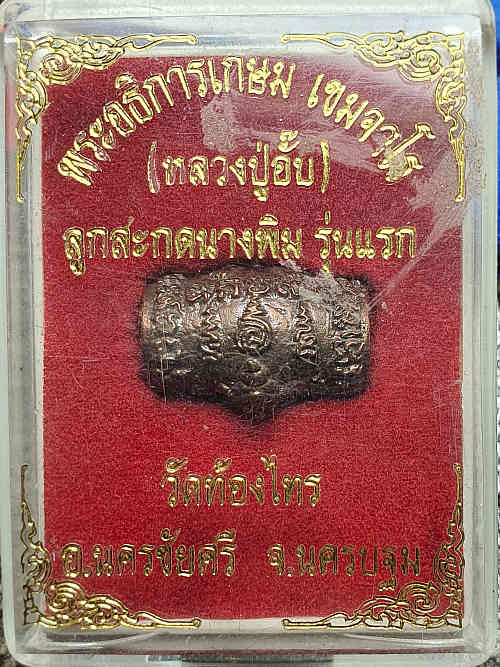 พระอธิการเกษม เขมจาโร
(หลวงปู่อั๊บ)
ลูกสะกดนางพิม รุ่นแรก
วัดท้องไทร
อ.นครชัยศรี จ.นครปฐม